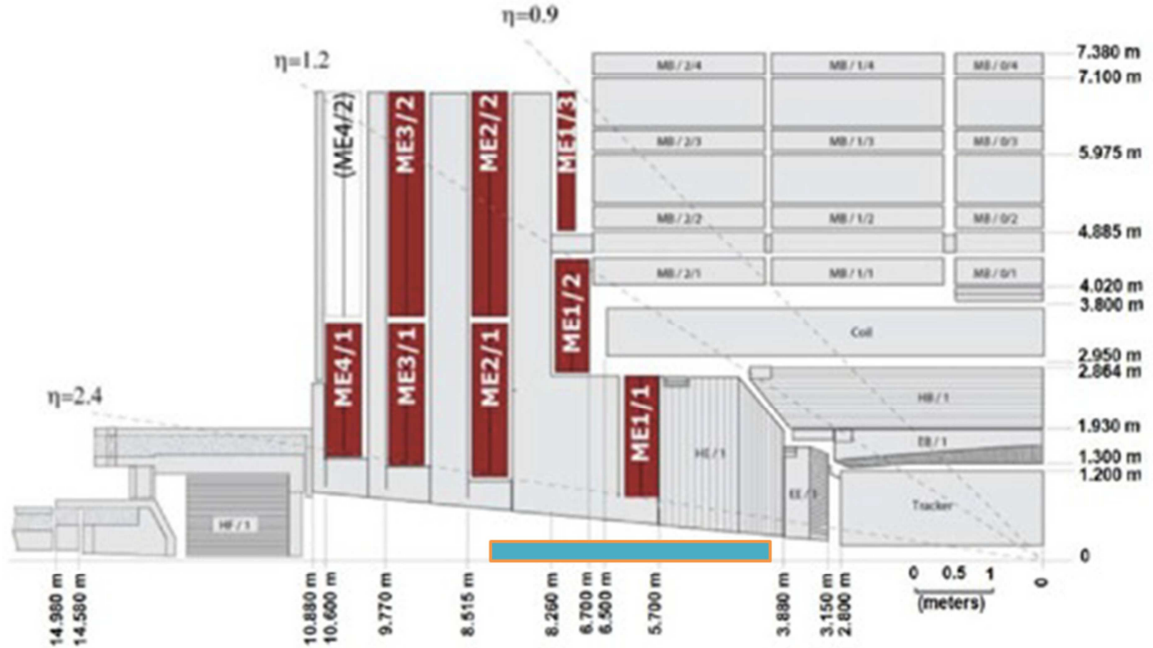 η=0.9
η=1.2
η=2.4
(ME4/2)
ME3/2
ME2/2
ME1/3
MB / 2/4
MB / 1/4
MB / 0/4
MB / 2/3
MB / 1/3
MB / 0/3
MB / 2/2
MB / 1/2
MB / 0/2
MB / 2/1
MB / 1/1
MB / 0/1
ME4/1
ME3/1
ME2/1
ME1/2
ME1/1
Coil
HB / 1
EB / 1
HE / 1
Tracker
HF / 1
7.380 m
7.100 m
5.975 m
4.885 m
4.020 m
3.800 m
2.950 m
2.864 m
1.930 m
1.300 m
1.200 m
0
14.980 m
14.580 m
10.880 m
10.600 m
9.770 m
8.515 m
8.260 m
6.700 m
6.500 m
5.700 m
3.880 m
3.150 m
2.800 m
0
0 0.5 1
(meters)